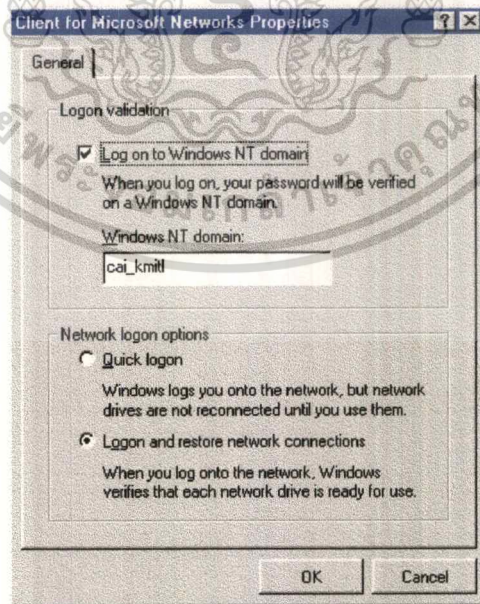 Client for Microsoft Networks Properties
General
Logon validation
Log on to Windows NT domain
When you log on, your password will be verified
on a Windows NT domain.
Windows NT domain:
cai_kmitl
Network logon options
Quick logon
Windows logs you onto the network, but network
drives are not reconnected until you use them.
Logon and restore network connections
When you log onto the network, Windows
verifies that each network drive is ready for use.
OK
Cancel